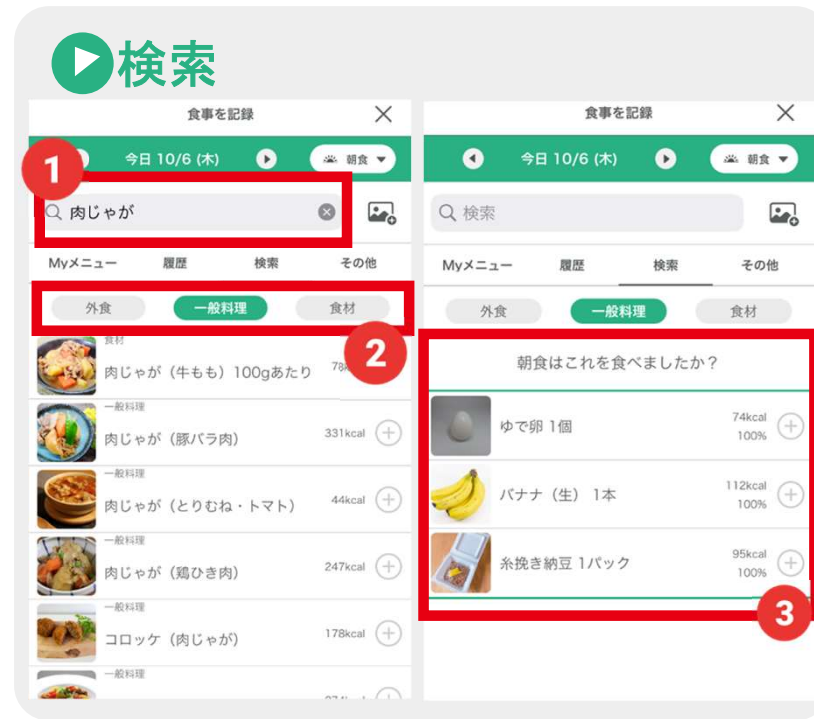 検索
食事を記録
1
今日 10/6 (木)
朝食
肉じゃが
Myメニュー 履歴 検索 その他
外食 一般料理 食材
2
食材
肉じゃが（牛もも）100gあたり
一般料理
肉じゃが（豚バラ肉） 331kcal
一般料理
肉じゃが（とりむね・トマト） 44kcal
一般料理
肉じゃが（鶏ひき肉） 247kcal
一般料理
コロッケ（肉じゃが） 178kcal
一般料理
食事を記録
今日 10/6 (木)
朝食
検索
Myメニュー 履歴 検索 その他
外食 一般料理 食材
朝食はこれを食べましたか？
ゆで卵 1個 74kcal
100%
バナナ（生） 1本 112kcal
100%
糸挽き納豆 1パック 95kcal
100%
3